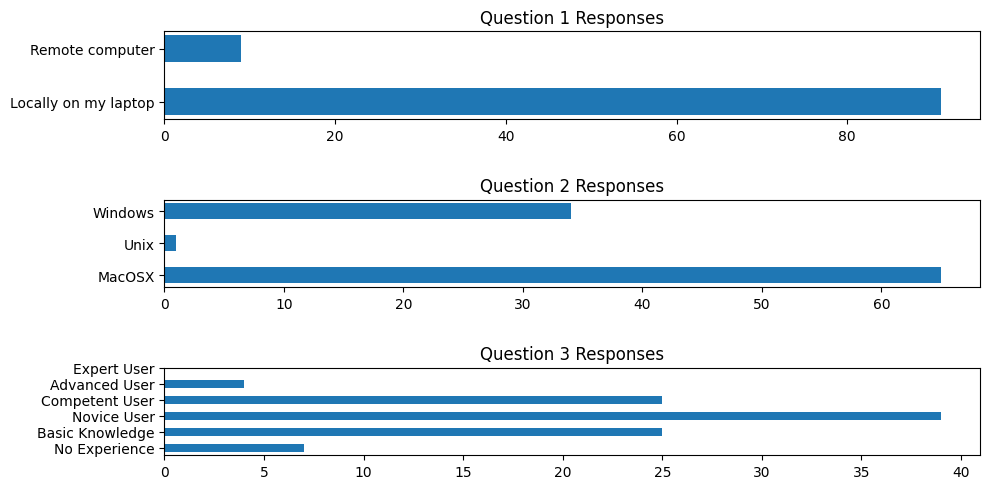 Question 1 Responses
Remote computer
Locally on my laptop
0 20 40 60 80
Question 2 Responses
Windows
Unix
MacOSX
0 10 20 30 40 50 60
Question 3 Responses
Expert User
Advanced User
Competent User
Novice User
Basic Knowledge
No Experience
0 5 10 15 20 25 30 35 40